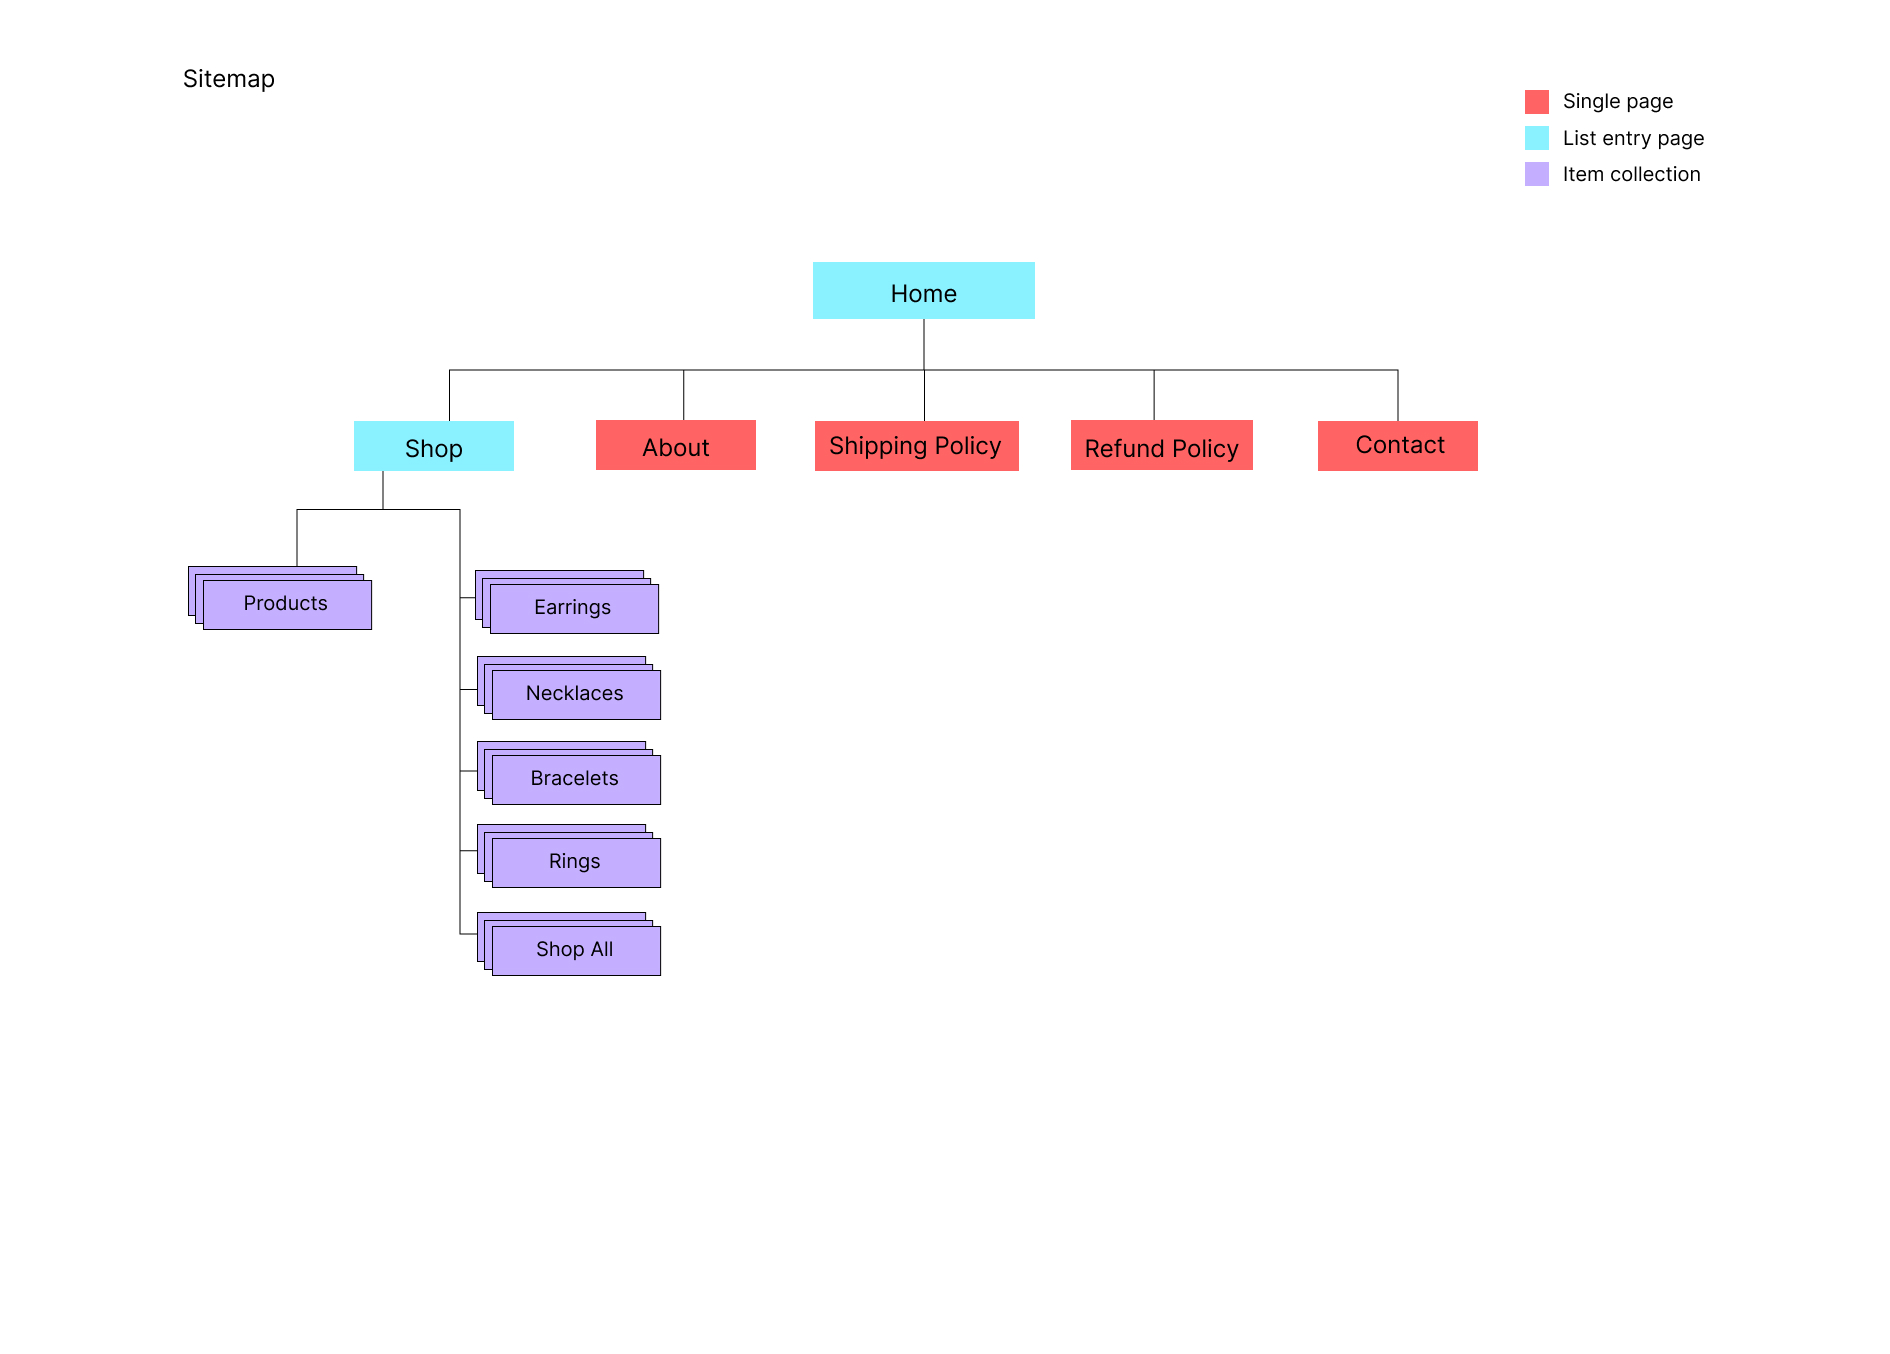 Sitemap
Single page
List entry page
Item collection
Home
Shop
About
Shipping Policy
Refund Policy
Contact
Products
Earrings
Necklaces
Bracelets
Rings
Shop All